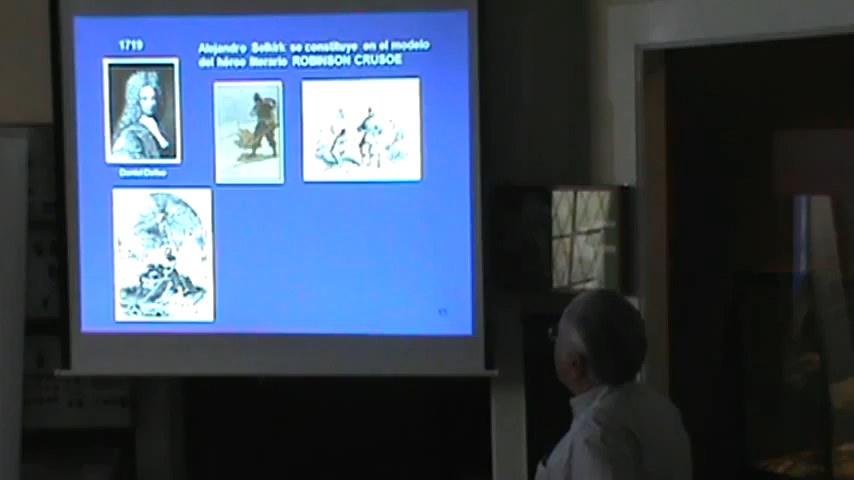 1719
Alejandro Selkirk se constituye en el modelo
del héroe literario ROBINSON CRUSOE
Daniel Defoe